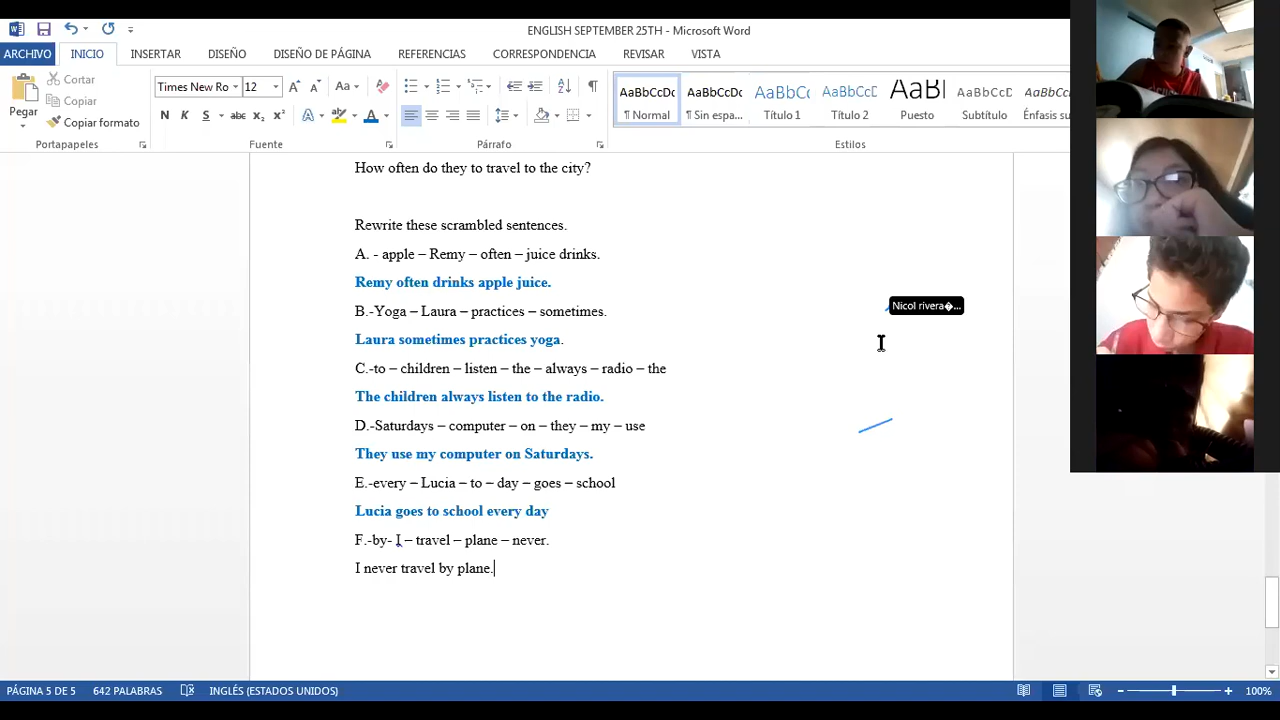 ENGLISH SEPTEMBER 25TH - Microsoft Word
ARCHIVO INICIO INSERTAR DISEÑO DISEÑO DE PÁGINA REFERENCIAS CORRESPONDENCIA REVISAR VISTA
Pegar
Cortar
Copiar
Copiar formato
Portapapeles
Times New Ro 12
N K S abc x₂ x²
Fuente
Párrafo
AaBbCcDc AaBbCcDc AaBbCc AaBbCcD AaBl AaBbCcD AaBbCcD
¶ Normal ¶ Sin espa... Título 1 Título 2 Puesto Subtítulo Énfasis su
Estilos
How often do they to travel to the city?
Rewrite these scrambled sentences.
A. - apple – Remy – often – juice drinks.
Remy often drinks apple juice.
B.-Yoga – Laura – practices – sometimes.
Laura sometimes practices yoga.
C.-to – children – listen – the – always – radio – the
The children always listen to the radio.
D.-Saturdays – computer – on – they – my – use
They use my computer on Saturdays.
E.-every – Lucia – to – day – goes – school
Lucia goes to school every day
F.-by- I – travel – plane – never.
I never travel by plane.
Nicol rivera�...
PÁGINA 5 DE 5 642 PALABRAS INGLÉS (ESTADOS UNIDOS) 100%